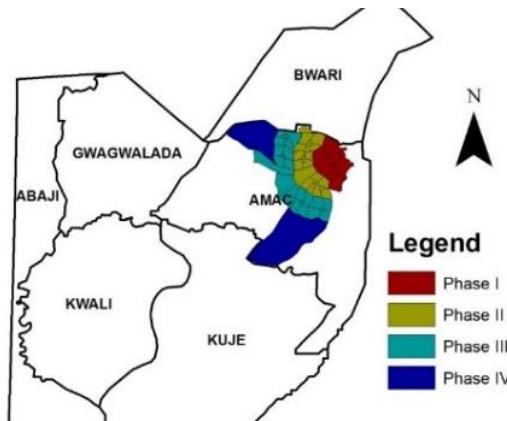 BWARI
N
GWAGWALADA
ABAJI
AMAC
KWALI
KUJE
Legend
Phase I
Phase II
Phase III
Phase IV